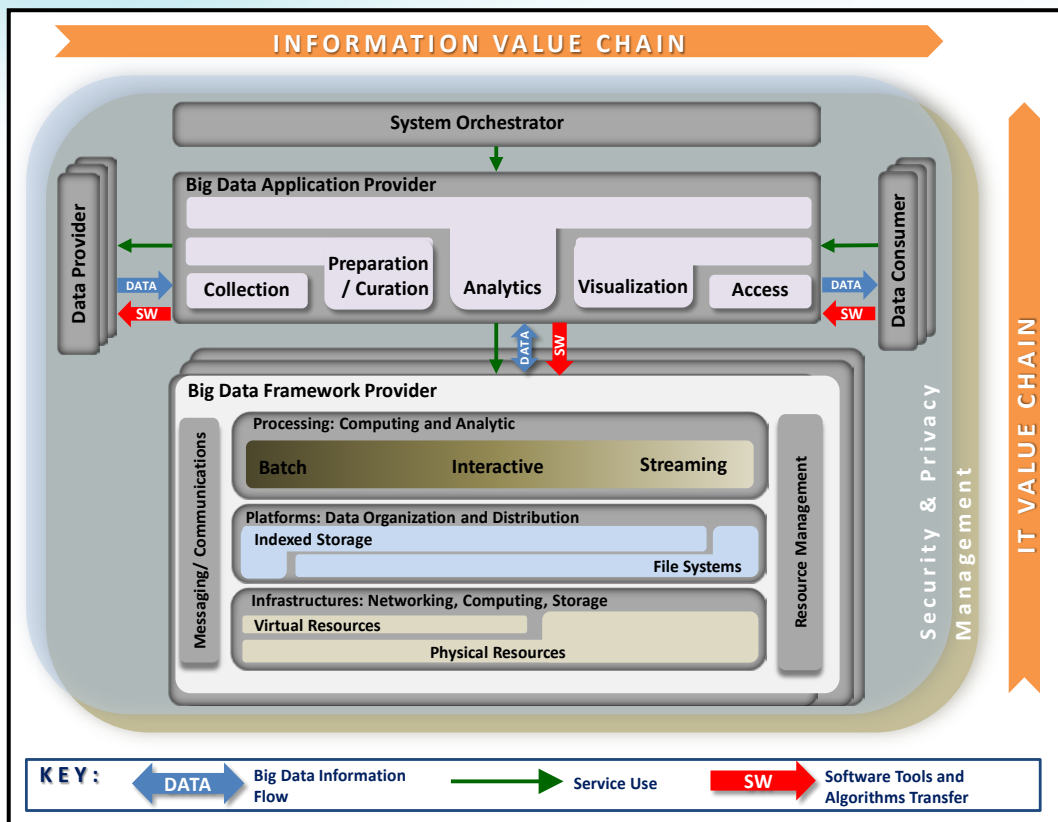 INFORMATION VALUE CHAIN
System Orchestrator
Big Data Application Provider
Data Provider
DATA
SW
Collection
Preparation
/ Curation
Analytics
Visualization
Access
DATA
SW
Data Consumer
DATA
SW
Big Data Framework Provider
Messaging/ Communications
Processing: Computing and Analytic
Batch
Interactive
Streaming
Platforms: Data Organization and Distribution
Indexed Storage
File Systems
Infrastructures: Networking, Computing, Storage
Virtual Resources
Physical Resources
Resource Management
Security & Privacy
Management
IT VALUE CHAIN
KEY:
DATA
Big Data Information
Flow
Service Use
SW
Software Tools and
Algorithms Transfer